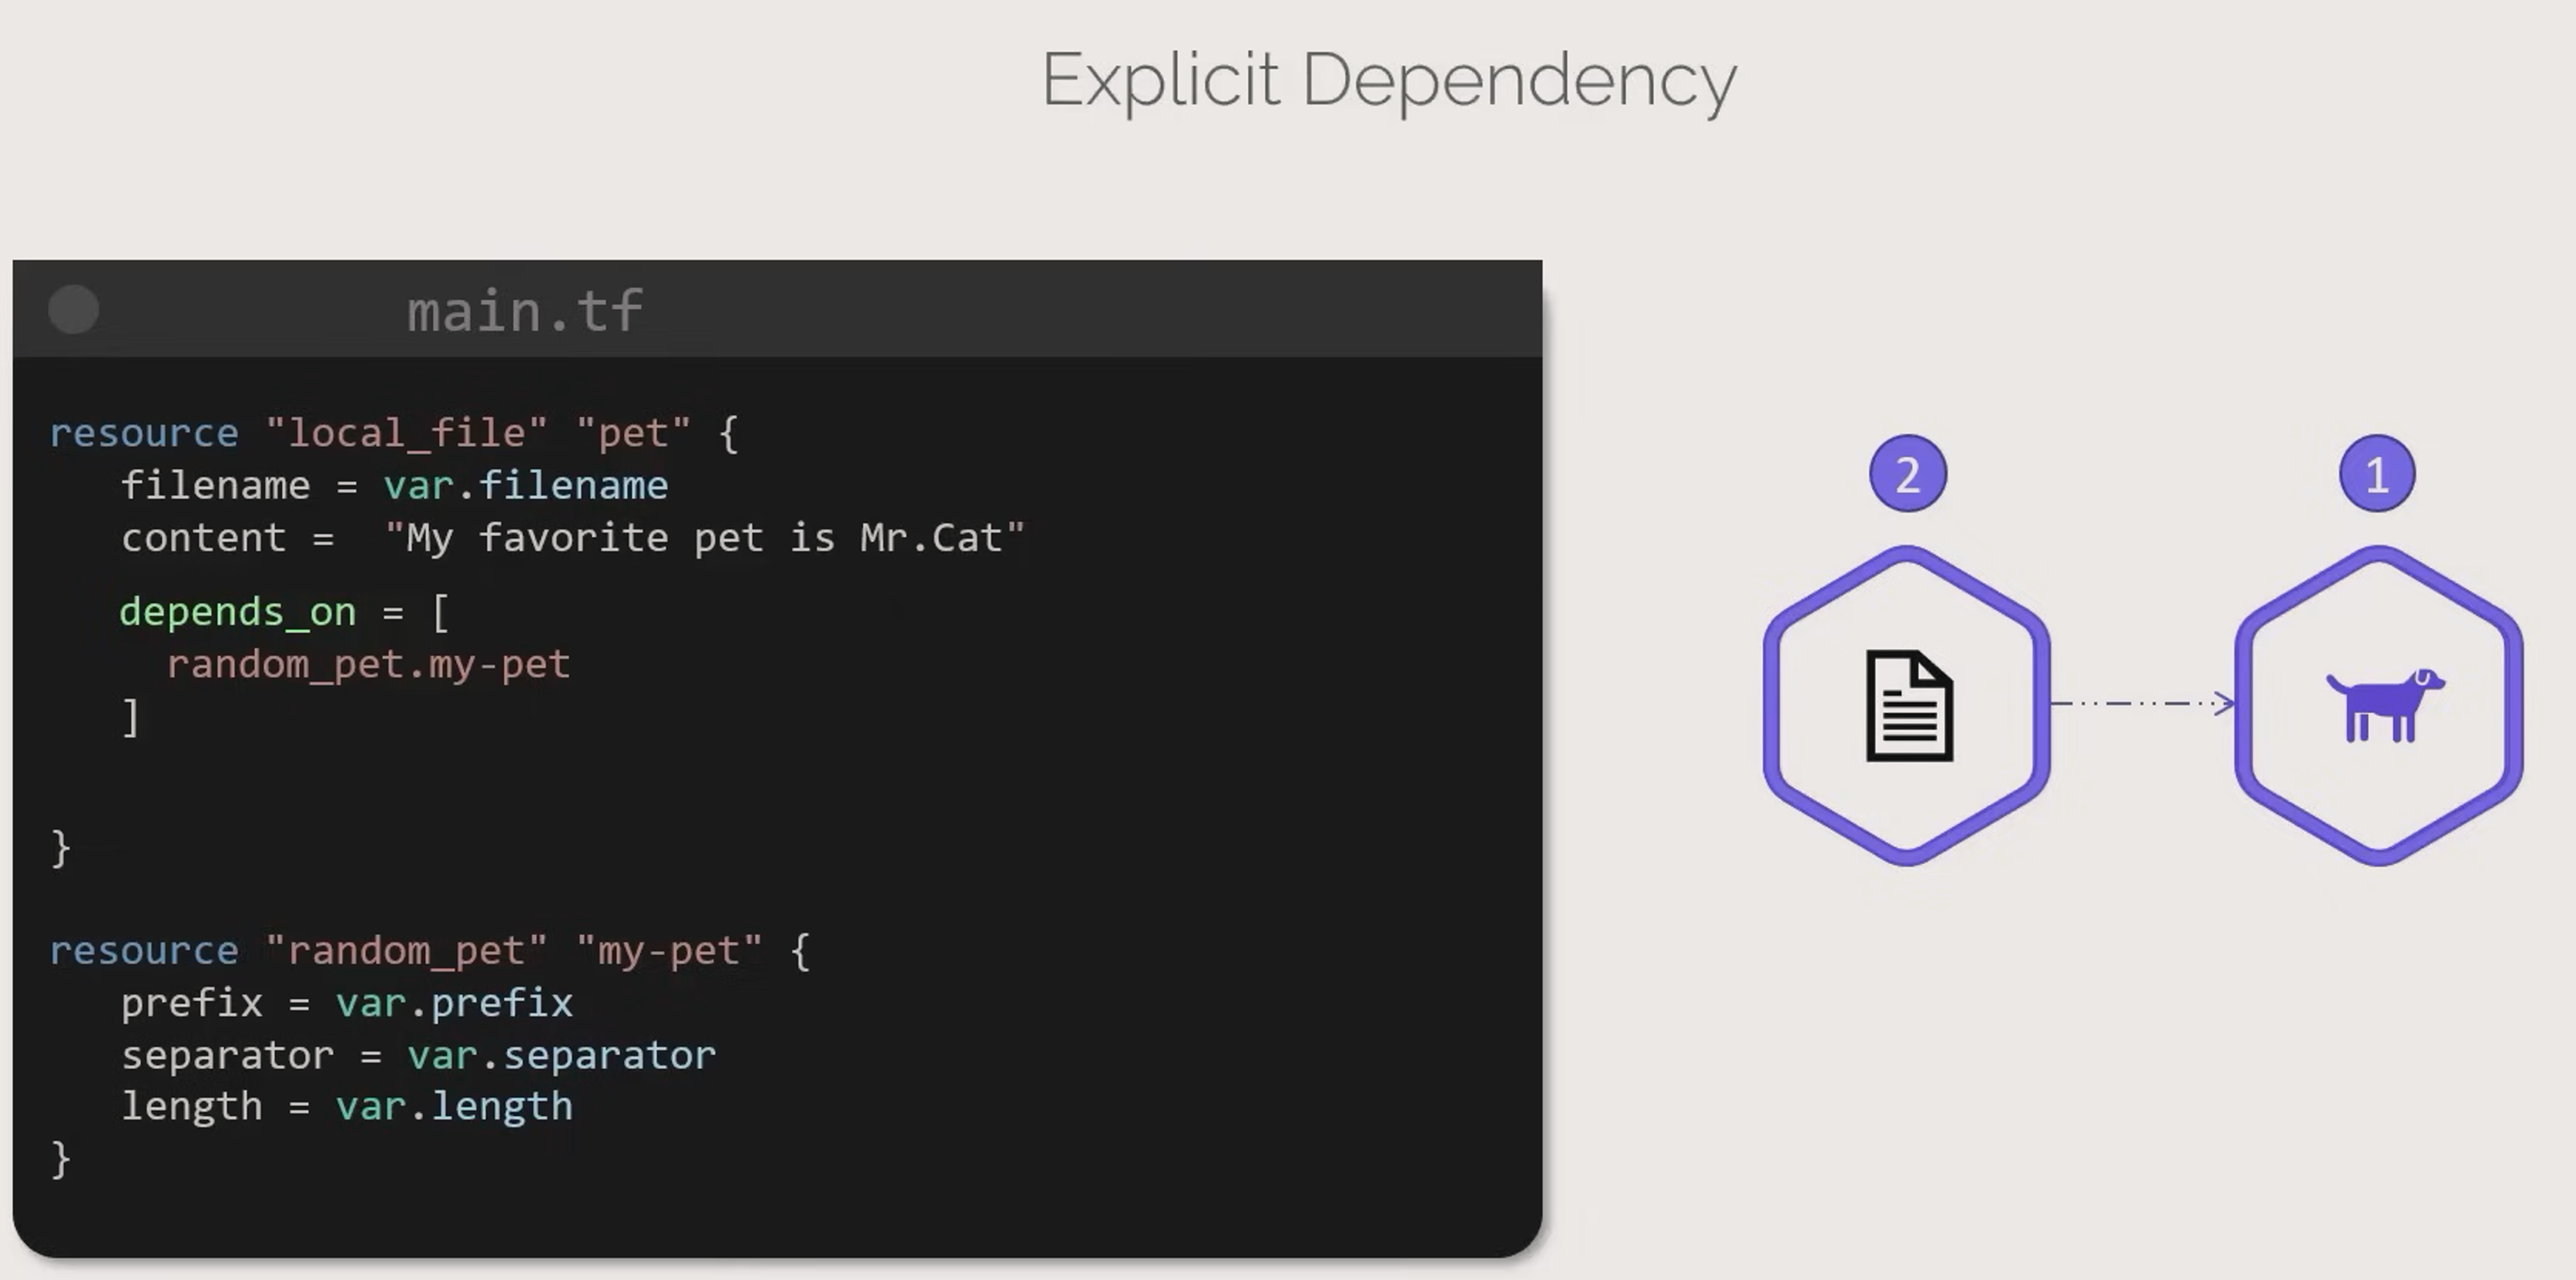 Explicit Dependency
main.tf
resource "local_file" "pet" {
filename = var.filename
content =  "My favorite pet is Mr.Cat"
depends_on = [
random_pet.my-pet
]
}
resource "random_pet" "my-pet" {
prefix = var.prefix
separator = var.separator
length = var.length
}
2
1